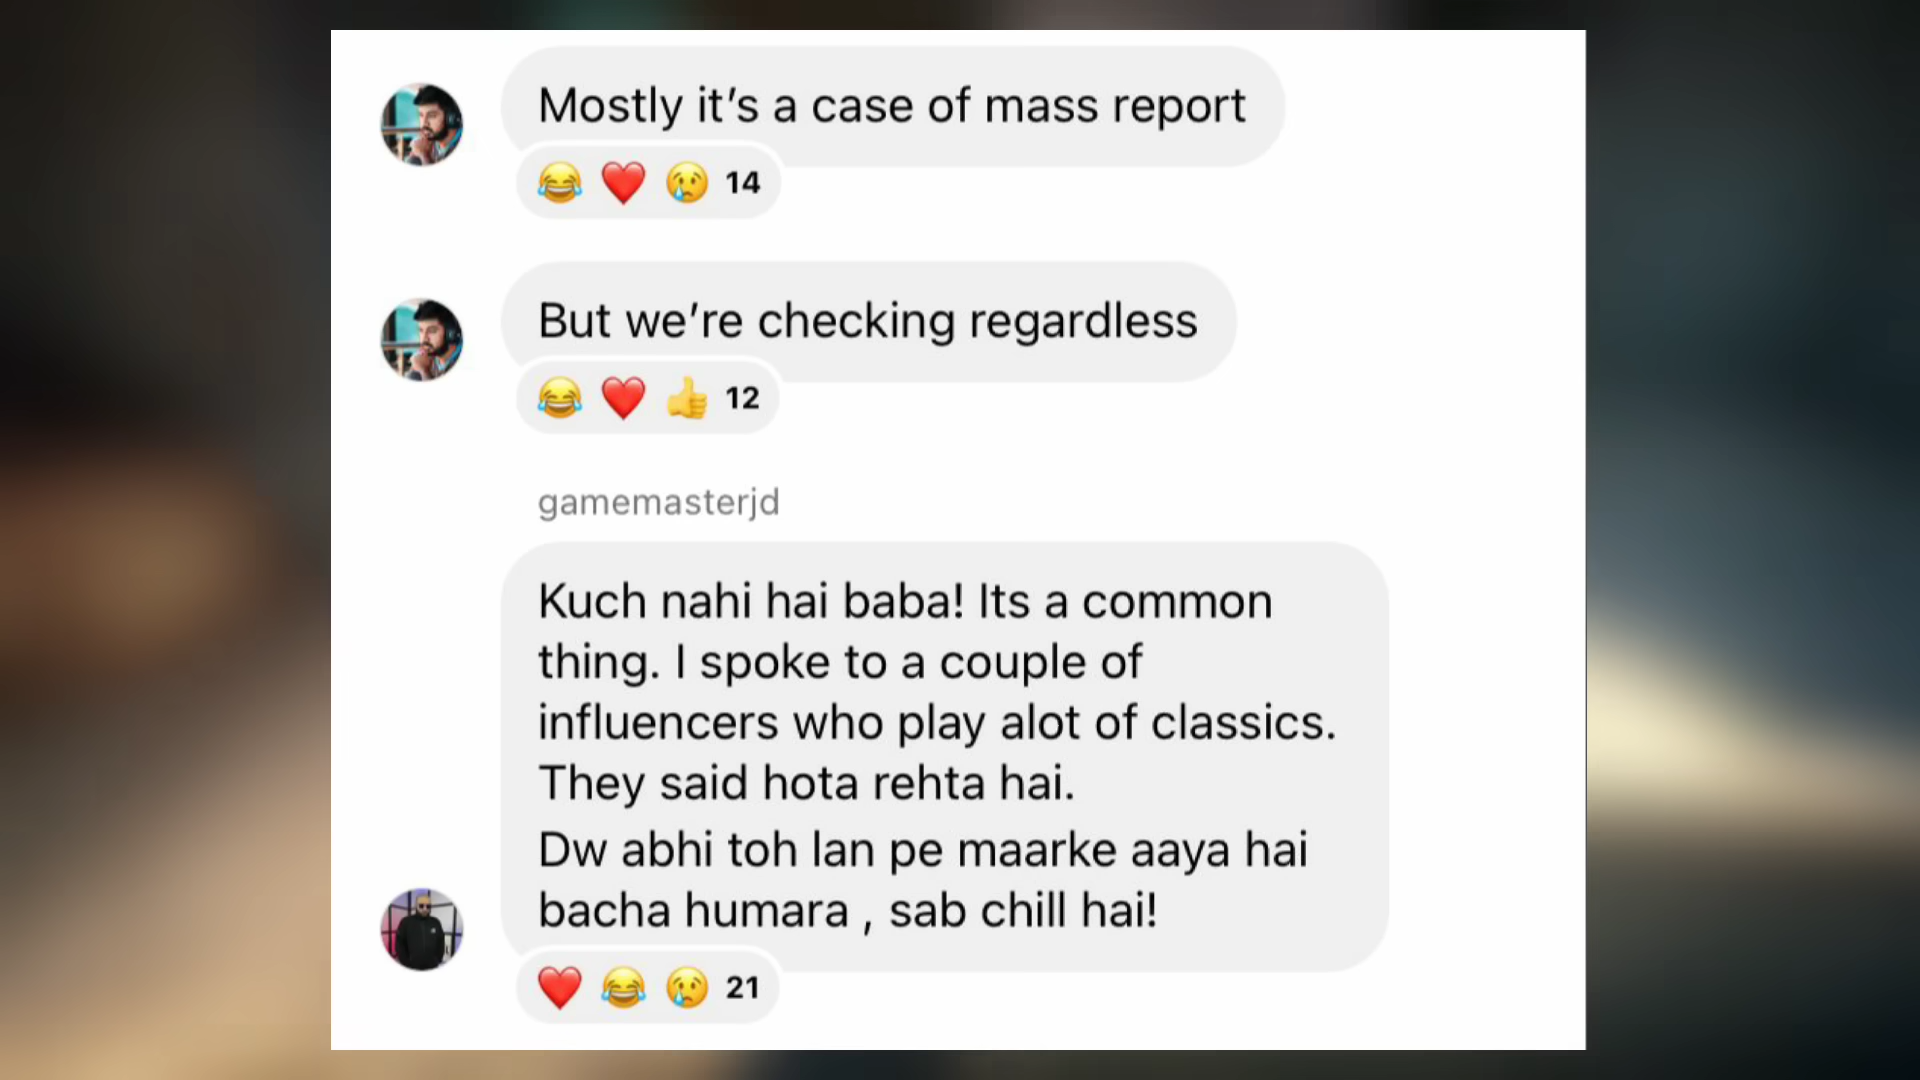 Mostly it's a case of mass report
😂 ❤️ 😢 14
But we're checking regardless
😂 ❤️ 👍 12
gamemasterjd
Kuch nahi hai baba! Its a common
thing. I spoke to a couple of
influencers who play alot of classics.
They said hota rehta hai.
Dw abhi toh lan pe maarke aaya hai
bacha humara , sab chill hai!
❤️ 😂 😢 21